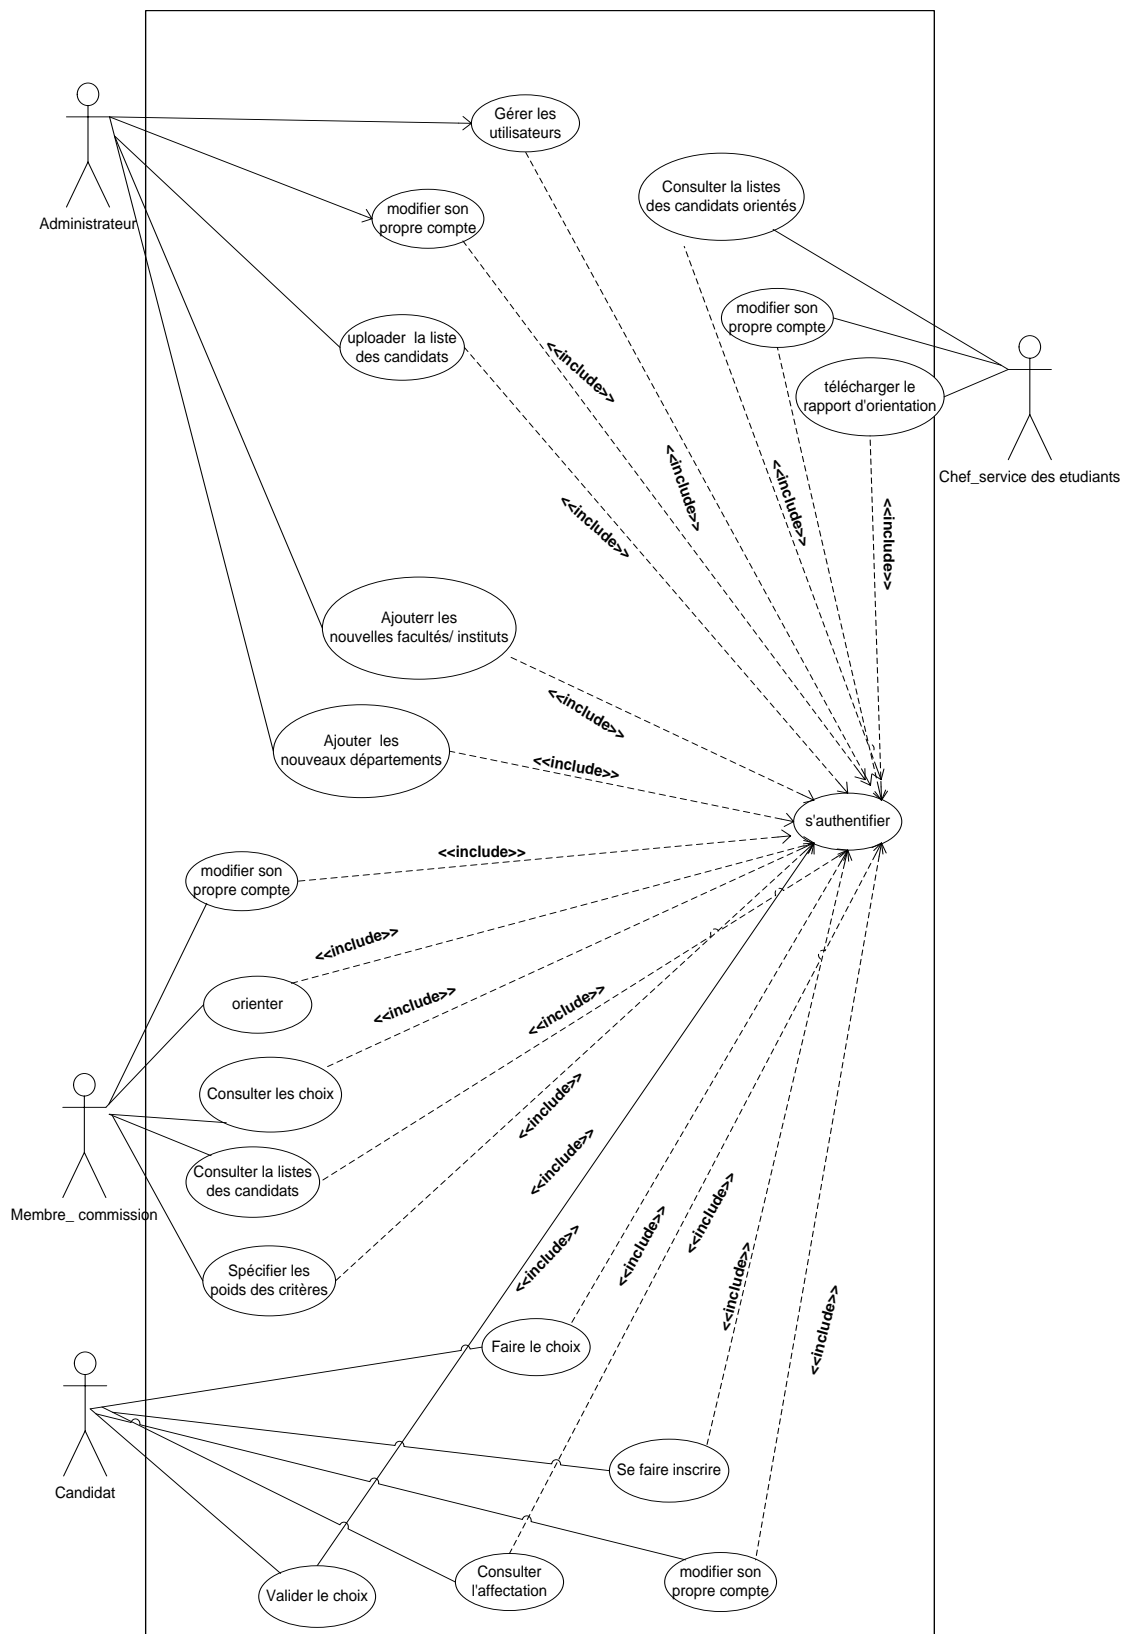 Gérer les
utilisateurs
Consulter la listes
des candidats orientés
Administrateur
modifier son
propre compte
modifier son
propre compte
uploader  la liste
des candidats
<<include>>
télécharger le
rapport d'orientation
Chef_service des etudiants
<<include>>
<<include>>
<<include>>
<<include>>
Ajouterr les
nouvelles facultés/ instituts
<<include>>
Ajouter  les
nouveaux départements
<<include>>
s'authentifier
<<include>>
modifier son
propre compte
<<include>>
orienter
<<include>>
<<include>>
Consulter les choix
<<include>>
<<include>>
Consulter la listes
des candidats
Membre_ commission
<<include>>
<<include>>
<<include>>
<<include>>
Spécifier les
poids des critères
<<include>>
Faire le choix
Candidat
Se faire inscrire
Valider le choix
Consulter
l'affectation
modifier son
propre compte